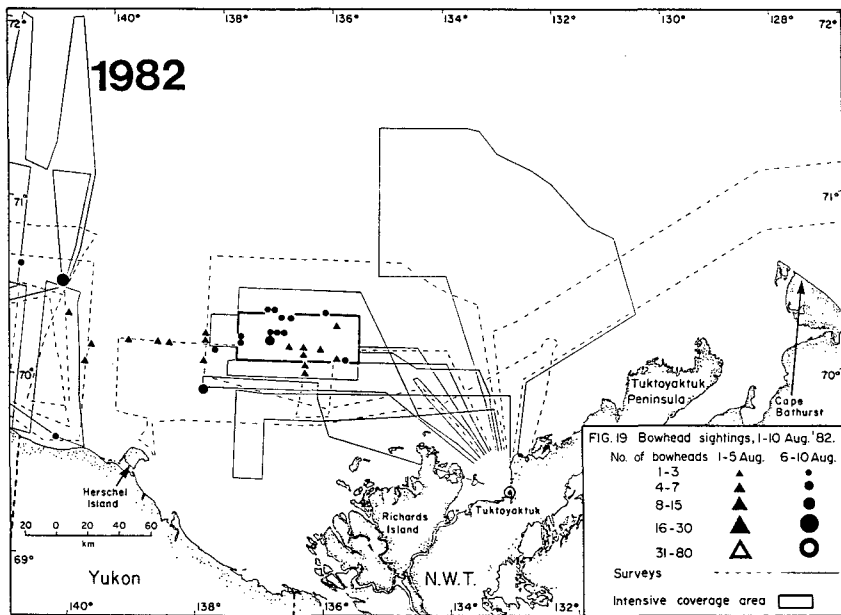 72° 140° 138° 136° 134° 132° 130° 128° 72°
1982
71° 71°
70° 70°
Tuktoyaktuk
Peninsula
Cape
Bathurst
Herschel
Island
Richards
Island
Tuktoyaktuk
20 0 20 40 60
km
69°
Yukon N.W.T.
140° 138° 136° 134° 132°
FIG. 19 Bowhead sightings, 1-10 Aug.'82.
No. of bowheads 1-5 Aug. 6-10 Aug.
1-3
4-7
8-15
16-30
31-80
Surveys
Intensive coverage area